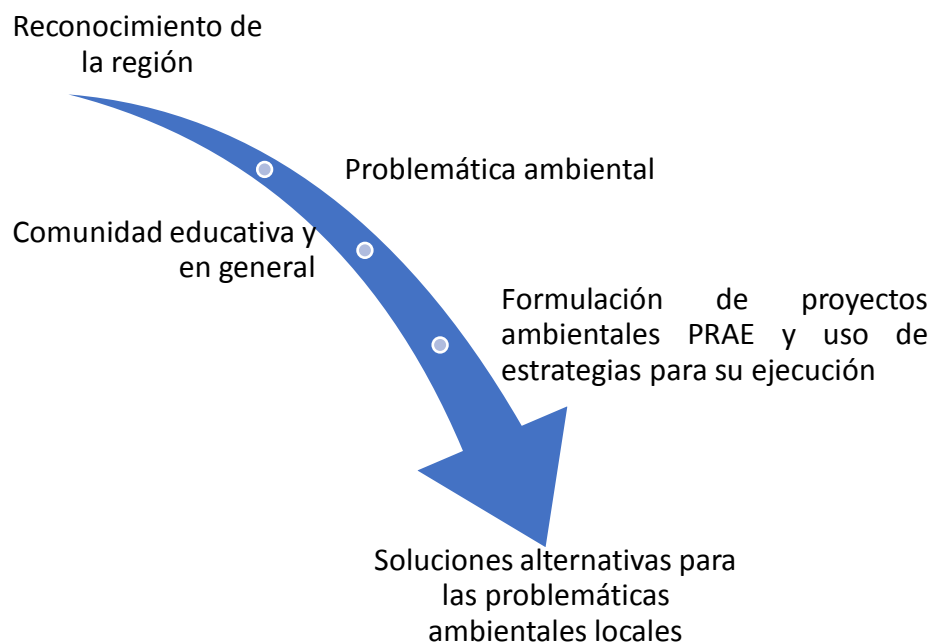 Reconocimiento de
la región
Problemática ambiental
Comunidad educativa y
en general
Formulación de proyectos
ambientales PRAE y uso de
estrategias para su ejecución
Soluciones alternativas para
las problemáticas
ambientales locales